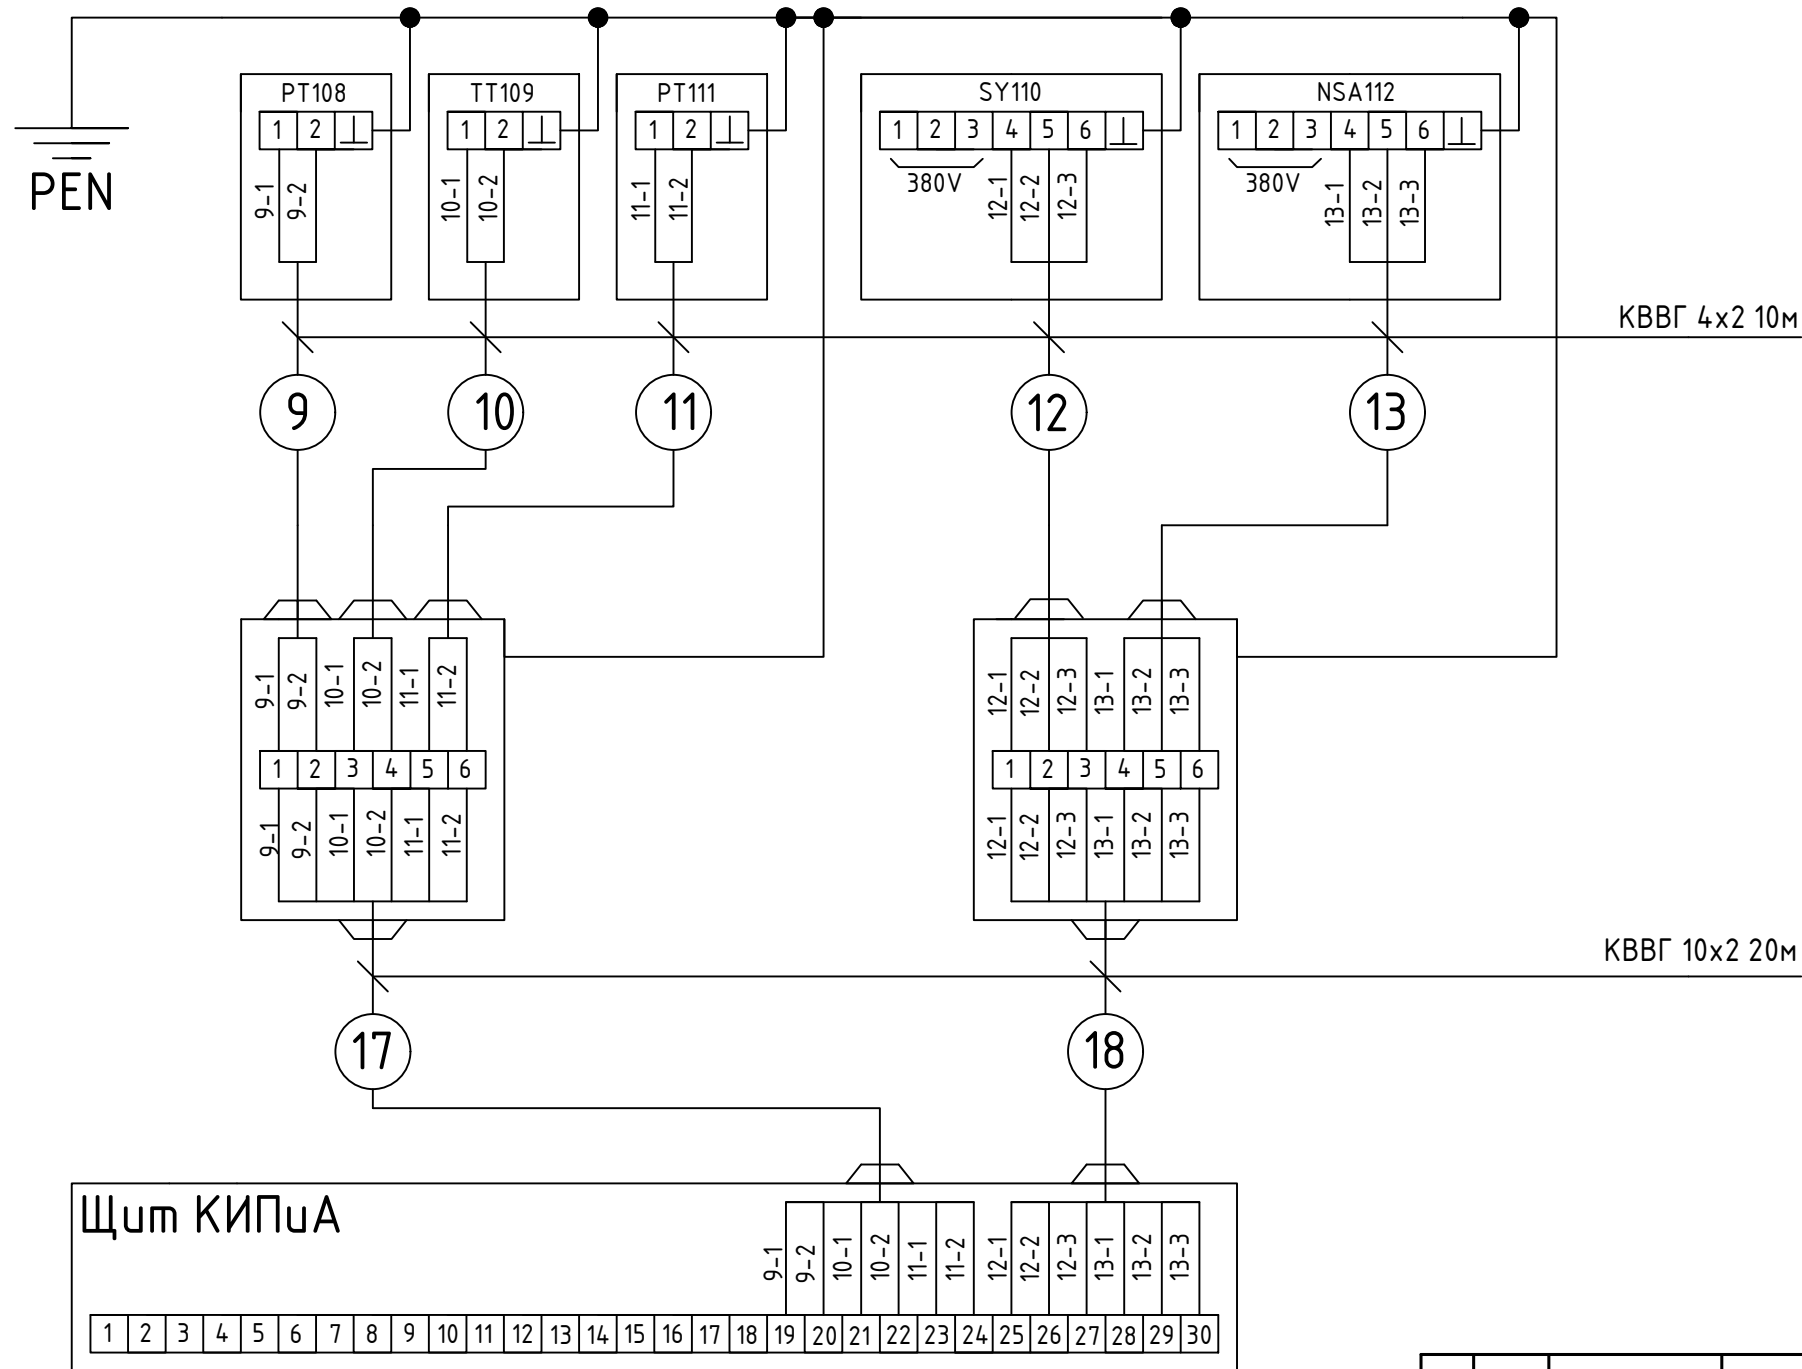 PT108 TT109 PT111 SY110 NSA112
1 2 1 2 1 2 1 2 3 4 5 6 1 2 3 4 5 6
PEN
380V 380V
9-1 9-2 10-1 10-2 11-1 11-2 12-1 12-2 12-3 13-1 13-2 13-3
КВВГ 4x2 10м
9 10 11 12 13
9-1 9-2 10-1 10-2 11-1 11-2 12-1 12-2 12-3 13-1 13-2 13-3
1 2 3 4 5 6 1 2 3 4 5 6
9-1 9-2 10-1 10-2 11-1 11-2 12-1 12-2 12-3 13-1 13-2 13-3
КВВГ 10x2 20м
17 18
Щит КИПиА
9-1 9-2 10-1 10-2 11-1 11-2 12-1 12-2 12-3 13-1 13-2 13-3
1 2 3 4 5 6 7 8 9 10 11 12 13 14 15 16 17 18 19 20 21 22 23 24 25 26 27 28 29 30